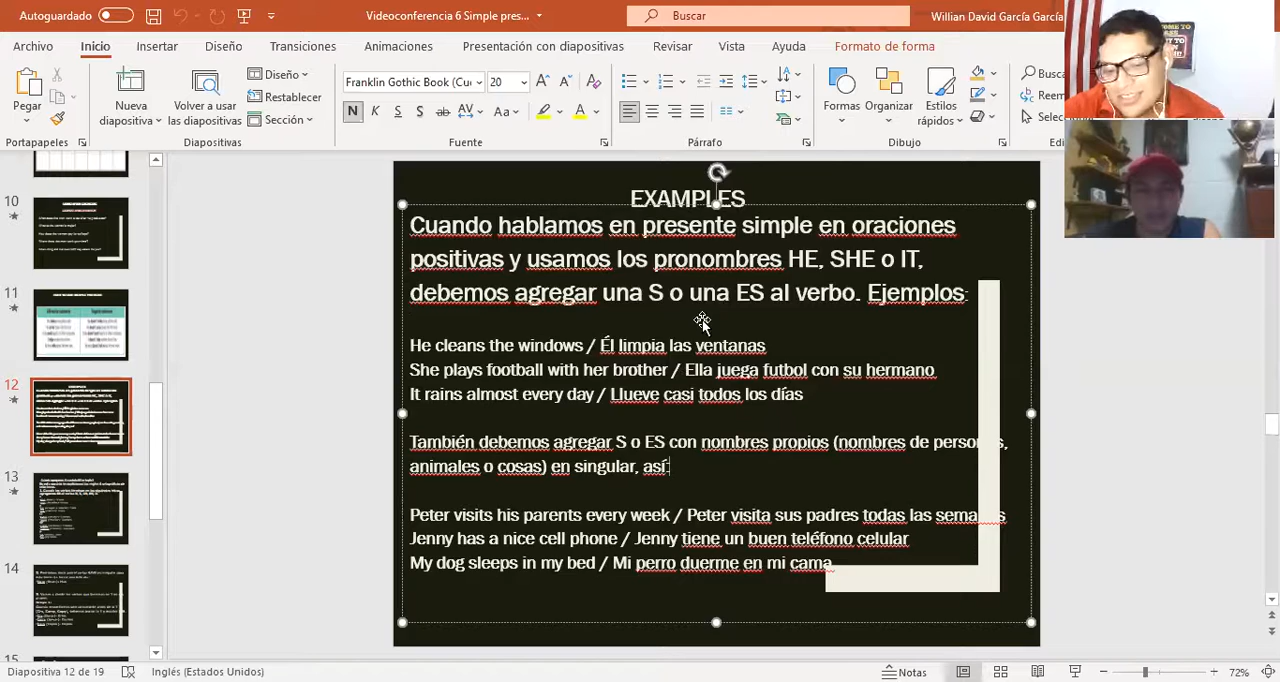 Autoguardado
Videoconferencia 6 Simple pres...
Buscar
Willian David García García
Archivo Inicio Insertar Diseño Transiciones Animaciones Presentación con diapositivas Revisar Vista Ayuda Formato de forma
Pegar
Nueva diapositiva
Volver a usar las diapositivas
Diseño
Restablecer
Sección
Franklin Gothic Book (Cue 20
N K S S ab AV Aa A
Formas
Organizar
Estilos rápidos
Portapapeles Diapositivas Fuente Párrafo Dibujo
10
11
12
13
14
15
EXAMPLES
Cuando hablamos en presente simple en oraciones
positivas y usamos los pronombres HE, SHE o IT,
debemos agregar una S o una ES al verbo. Ejemplos:
He cleans the windows / Él limpia las ventanas
She plays football with her brother / Ella juega futbol con su hermano
It rains almost every day / Llueve casi todos los días
También debemos agregar S o ES con nombres propios (nombres de personas,
animales o cosas) en singular, así:
Peter visits his parents every week / Peter visita sus padres todas las semanas
Jenny has a nice cell phone / Jenny tiene un buen teléfono celular
My dog sleeps in my bed / Mi perro duerme en mi cama
Diapositiva 12 de 19 Inglés (Estados Unidos) Notas 72%